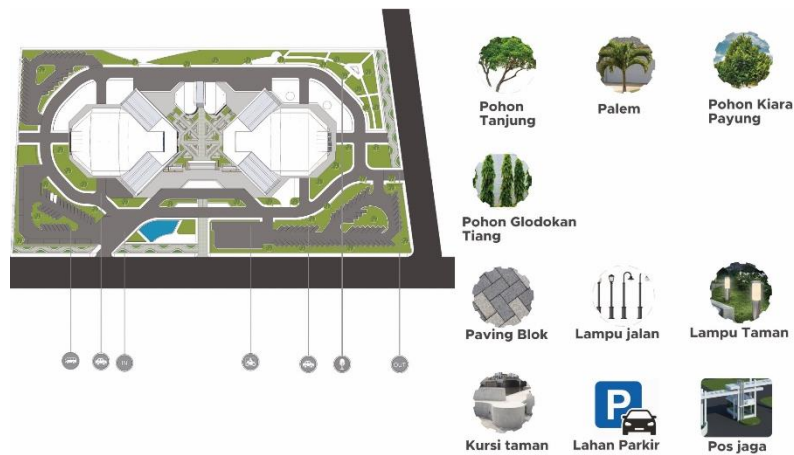 Pohon
Tanjung
Palem
Pohon Kiara
Payung
Pohon Glodokan
Tiang
Paving Blok
Lampu jalan
Lampu Taman
P
Kursi taman
Lahan Parkir
Pos jaga
IN
OUT